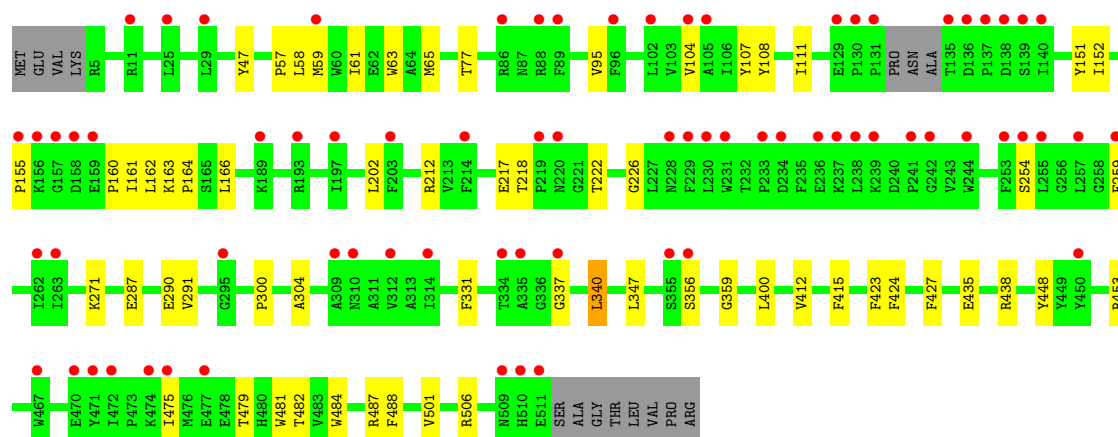 MET GLU VAL LYS R5 R11 L25 L29 Y47 P57 L58 M59 W60 I61 E62 W63 A64 M65 T77 R86 N87 R88 F89 V95 F96 L102 V103 V104 A105 I106 Y107 Y108 I111 E129 P130 P131 PRO ASN ALA T135 D136 P137 D138 S139 I140 Y151 I152
P155 K156 G157 D158 E159 P160 I161 L162 K163 P164 S165 L166 K189 R193 I197 L202 F203 R212 V213 F214 E217 T218 P219 N220 G221 T222 G226 L227 N228 F229 L230 W231 T232 P233 D234 F235 E236 K237 L238 K239 D240 P241 G242 V243 W244 F253 S254 L255 G256 L257 G258 F259
I262 I263 K271 E287 E290 V291 G295 P300 A304 A309 N310 A311 V312 A313 I314 F331 T334 A335 G336 G337 L340 L347 S355 S356 G359 L400 V412 F415 F423 F424 F427 E435 R438 Y448 Y449 Y450
W467 E470 Y471 I472 P473 K474 I475 M476 E477 E478 T479 H480 W481 T482 V483 W484 R487 F488 V501 R506 N509 H510 E511 SER ALA GLY THR LEU VAL PRO ARG